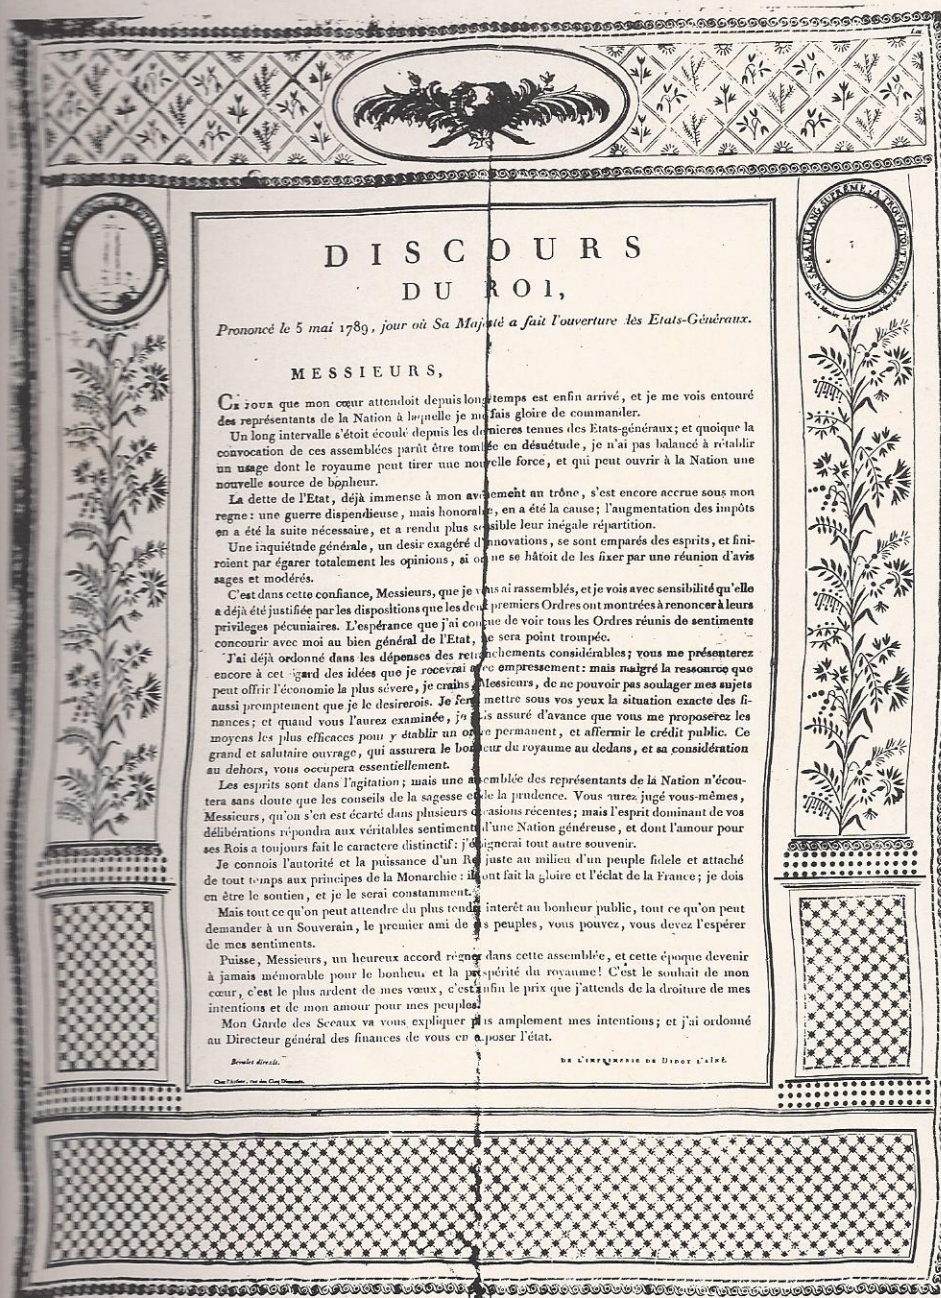 UN SAGE AU RANG SUPRÊME A TROUVÉ TOUT EN ELLE
DISCOURS
DU ROI,
Prononcé le 5 mai 1789, jour où Sa Majesté a fait l'ouverture des Etats-Généraux.
MESSIEURS,
CE JOUR que mon cœur attendoit depuis long-temps est enfin arrivé, et je me vois entouré
des représentants de la Nation à laquelle je me fais gloire de commander.
Un long intervalle s'étoit écoulé depuis les dernieres tenues des Etats-généraux; et quoique la
convocation de ces assemblées parût être tombée en désuétude, je n'ai pas balancé à rétablir
un usage dont le royaume peut tirer une nouvelle force, et qui peut ouvrir à la Nation une
nouvelle source de bonheur.
La dette de l'Etat, déjà immense à mon avènement au trône, s'est encore accrue sous mon
regne: une guerre dispendieuse, mais honorable, en a été la cause; l'augmentation des impôts
en a été la suite nécessaire, et a rendu plus sensible leur inégale répartition.
Une inquiétude générale, un desir exagéré d'innovations, se sont emparés des esprits, et fini-
roient par égarer totalement les opinions, si on ne se hâtoit de les fixer par une réunion d'avis
sages et modérés.
C'est dans cette confiance, Messieurs, que je vous ai rassemblés, et je vois avec sensibilité qu'elle
a déjà été justifiée par les dispositions que les deux premiers Ordres ont montrées à renoncer à leurs
privileges pécuniaires. L'espérance que j'ai conçue de voir tous les Ordres réunis de sentiments
concourir avec moi au bien général de l'Etat, ne sera point trompée.
J'ai déjà ordonné dans les dépenses des retranchements considérables; vous me présenterez
encore à cet égard des idées que je recevrai avec empressement: mais malgré la ressource que
peut offrir l'économie la plus sévere, je crains, Messieurs, de ne pouvoir pas soulager mes sujets
aussi promptement que je le desirerois. Je ferai mettre sous vos yeux la situation exacte des fi-
nances; et quand vous l'aurez examinée, je suis assuré d'avance que vous me proposerez les
moyens les plus efficaces pour y établir un ordre permanent, et affermir le crédit public. Ce
grand et salutaire ouvrage, qui assurera le bonheur du royaume au dedans, et sa considération
au dehors, vous occupera essentiellement.
Les esprits sont dans l'agitation; mais une assemblée des représentants de la Nation n'écou-
tera sans doute que les conseils de la sagesse et de la prudence. Vous aurez jugé vous-mêmes,
Messieurs, qu'on s'en est écarté dans plusieurs occasions récentes; mais l'esprit dominant de vos
délibérations répondra aux véritables sentiments d'une Nation généreuse, et dont l'amour pour
ses Rois a toujours fait le caractere distinctif: j'éloignerai tout autre souvenir.
Je connois l'autorité et la puissance d'un Roi juste au milieu d'un peuple fidele et attaché
de tout temps aux principes de la Monarchie: ils ont fait la gloire et l'éclat de la France; je dois
en être le soutien, et je le serai constamment.
Mais tout ce qu'on peut attendre du plus tendre interêt au bonheur public, tout ce qu'on peut
demander à un Souverain, le premier ami de ses peuples, vous pouvez, vous devez l'espérer
de mes sentiments.
Puisse, Messieurs, un heureux accord régner dans cette assemblée, et cette époque devenir
à jamais mémorable pour le bonheur et la prospérité du royaume! C'est le souhait de mon
cœur, c'est le plus ardent de mes vœux, c'est enfin le prix que j'attends de la droiture de mes
intentions et de mon amour pour mes peuples.
Mon Garde des Sceaux va vous expliquer plus amplement mes intentions; et j'ai ordonné
au Directeur général des finances de vous en exposer l'état.
direxit. DE L'IMPRIMERIE DE DIDOT L'AÎNÉ.